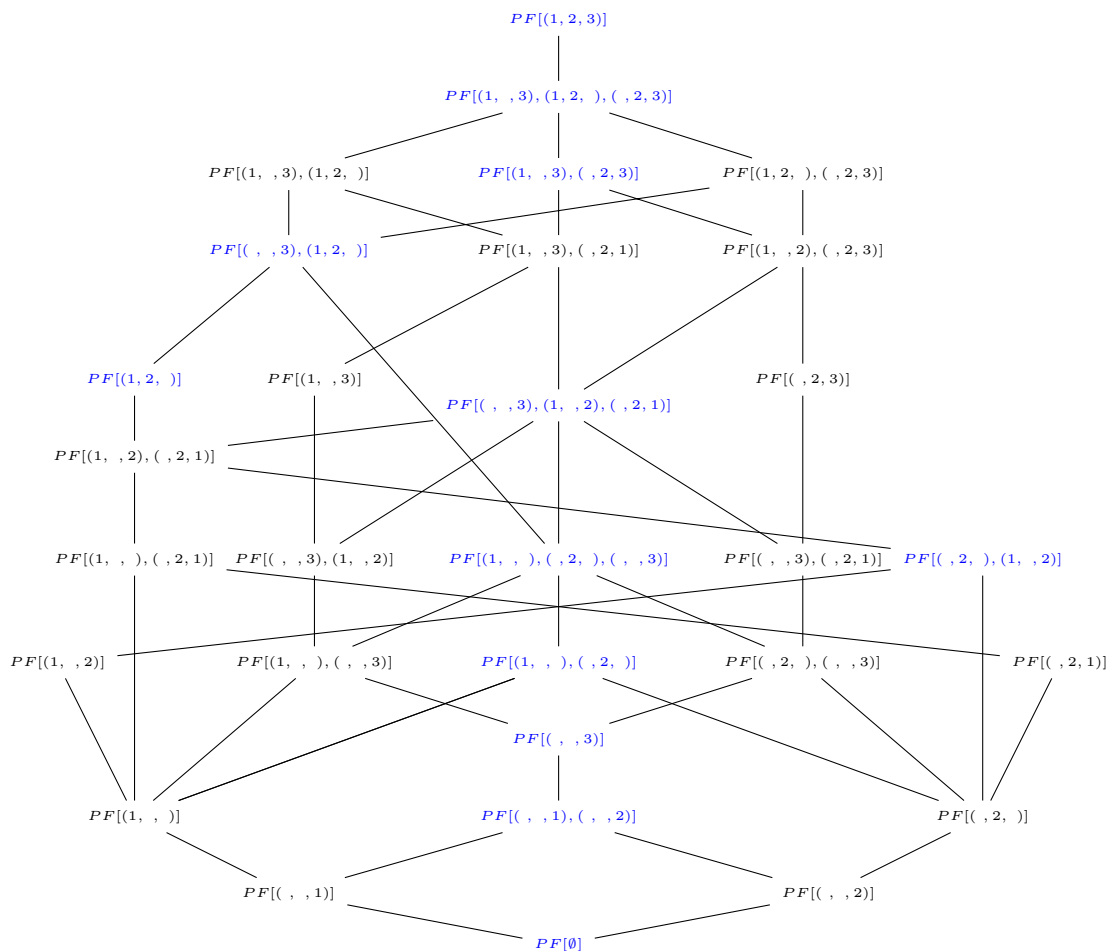 PF[(1, 2, 3)]
PF[(1, ,3), (1, 2, ), ( , 2, 3)]
PF[(1, ,3), (1, 2, )]
PF[(1, ,3), ( , 2, 3)]
PF[(1, 2, ), ( , 2, 3)]
PF[( , ,3), (1, 2, )]
PF[(1, ,3), ( , 2, 1)]
PF[(1, ,2), ( , 2, 3)]
PF[(1, 2, )]
PF[(1, ,3)]
PF[( , 2, 3)]
PF[( , ,3), (1, ,2), ( , 2, 1)]
PF[(1, ,2), ( , 2, 1)]
PF[(1, , ), ( , 2, 1)]
PF[( , ,3), (1, ,2)]
PF[(1, , ), ( , 2, ), ( , ,3)]
PF[( , ,3), ( , 2, 1)]
PF[( , 2, ), (1, ,2)]
PF[(1, ,2)]
PF[(1, , ), ( , ,3)]
PF[(1, , ), ( , 2, )]
PF[( , 2, ), ( , ,3)]
PF[( , 2, 1)]
PF[( , ,3)]
PF[(1, , )]
PF[( , ,1), ( , ,2)]
PF[( , 2, )]
PF[( , ,1)]
PF[( , ,2)]
PF[∅]